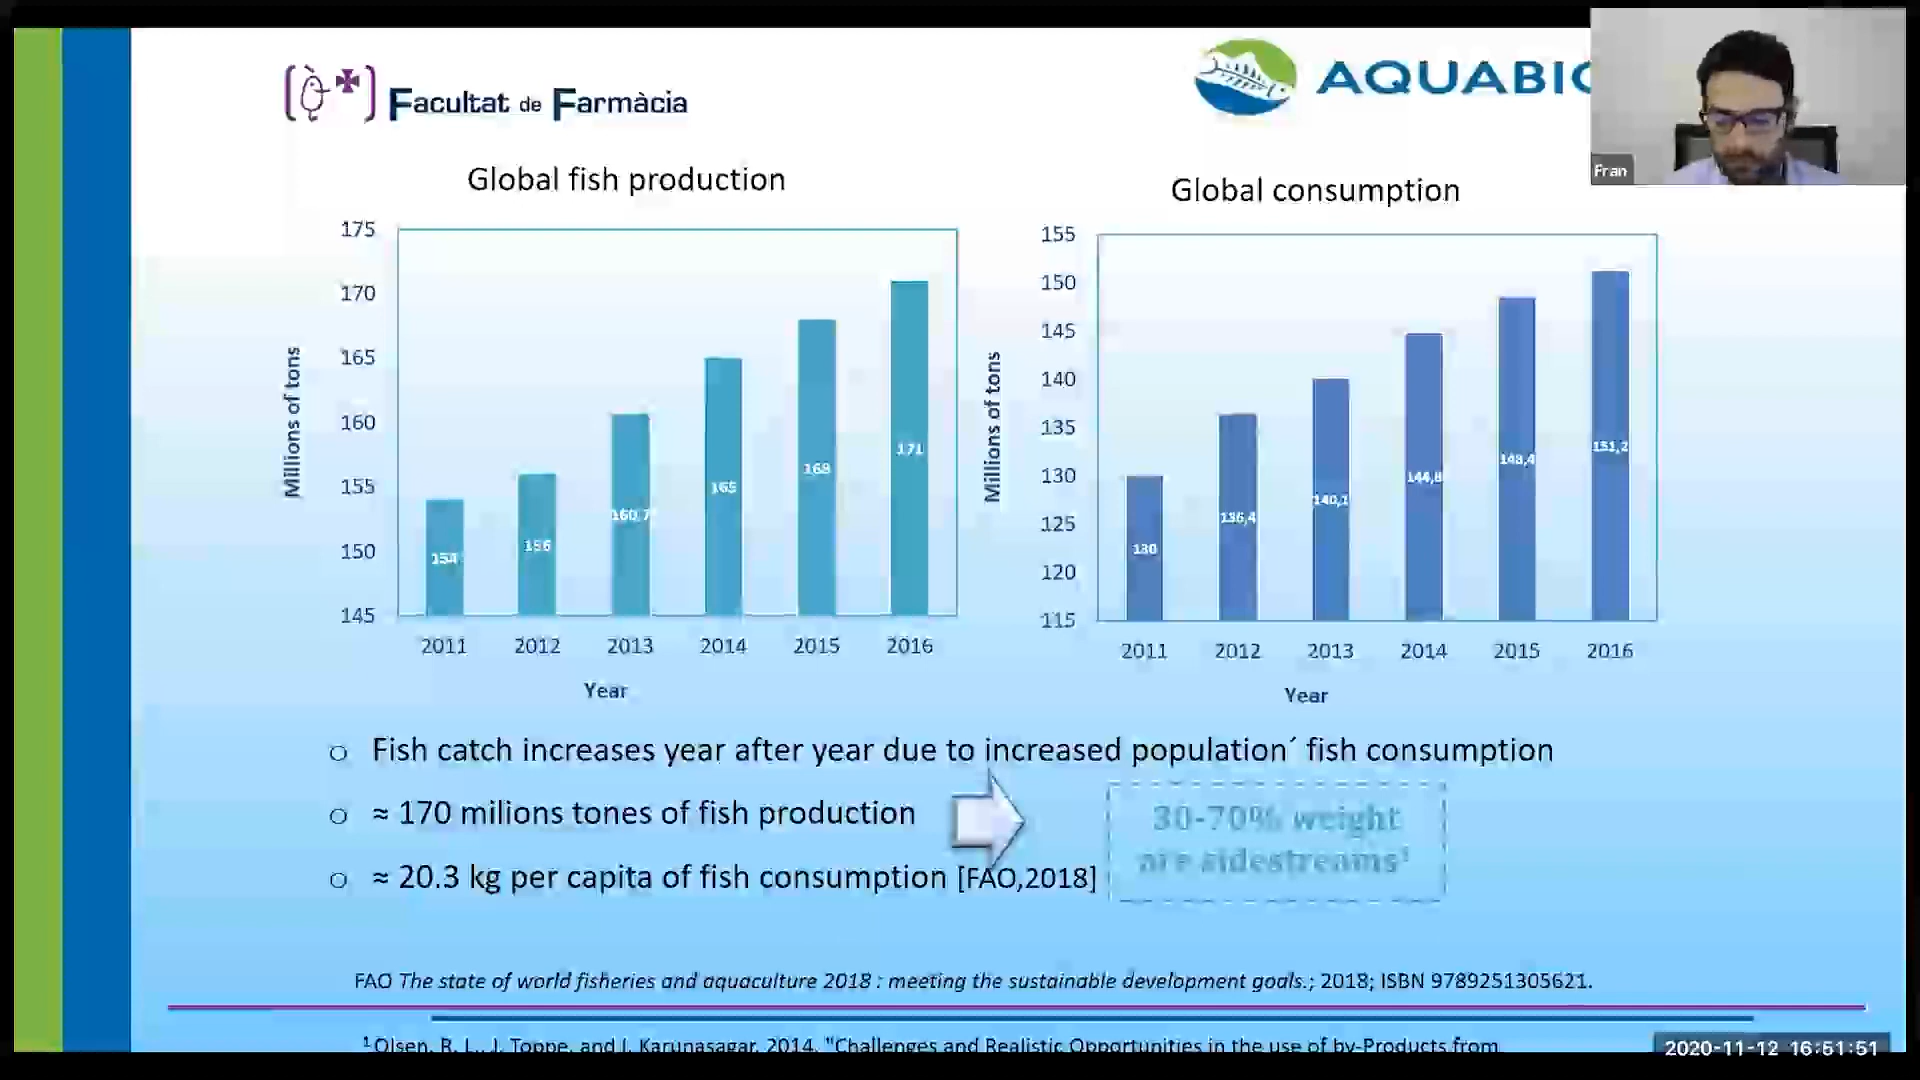 Facultat de Farmàcia
AQUABIO
Fran
Global fish production
Global consumption
175
170
165
160
155
150
145
Millions of tons
154
156
160,7
165
168
171
2011 2012 2013 2014 2015 2016
Year
155
150
145
140
135
130
125
120
115
Millions of tons
130
136,4
140,1
144,8
148,4
151,2
2011 2012 2013 2014 2015 2016
Year
o Fish catch increases year after year due to increased population´ fish consumption
o ≈ 170 milions tones of fish production
o ≈ 20.3 kg per capita of fish consumption [FAO,2018]
30-70% weight
are sidestreams¹
FAO The state of world fisheries and aquaculture 2018 : meeting the sustainable development goals.; 2018; ISBN 9789251305621.
¹ Olsen, R. L., J. Toppe, and I. Karunasagar. 2014. "Challenges and Realistic Opportunities in the use of by-Products from
2020-11-12 16:51:51